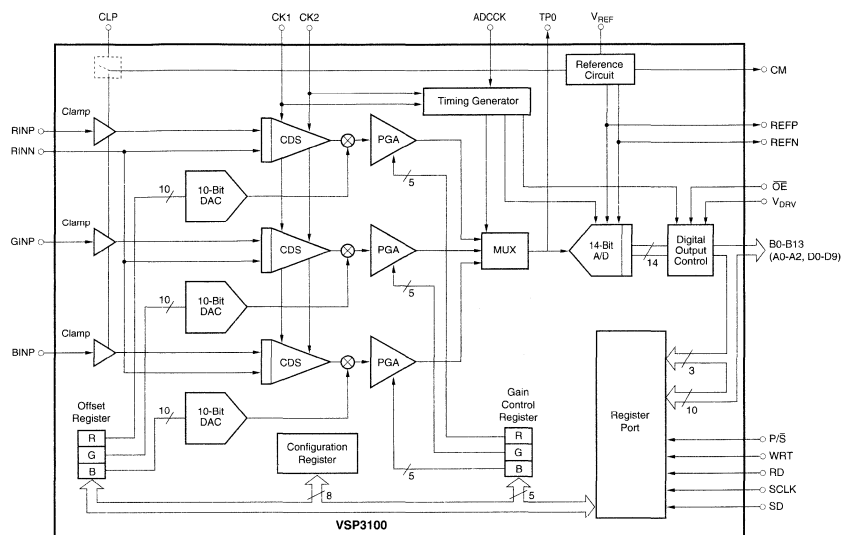 CLP
CK1 CK2
ADCCK
TP0
VREF
Reference
Circuit
CM
Clamp
Timing Generator
RINP
RINN
CDS
PGA
REFP
REFN
10
10-Bit
DAC
5
OE
VDRV
Clamp
GINP
CDS
PGA
MUX
14-Bit
A/D
14
Digital
Output
Control
B0-B13
(A0-A2, D0-D9)
10
10-Bit
DAC
5
Clamp
BINP
CDS
PGA
3
10
Offset
Register
R
G
B
10
10-Bit
DAC
Configuration
Register
Gain
Control
Register
R
G
B
5
Register
Port
P/S
WRT
RD
SCLK
SD
8
5
VSP3100